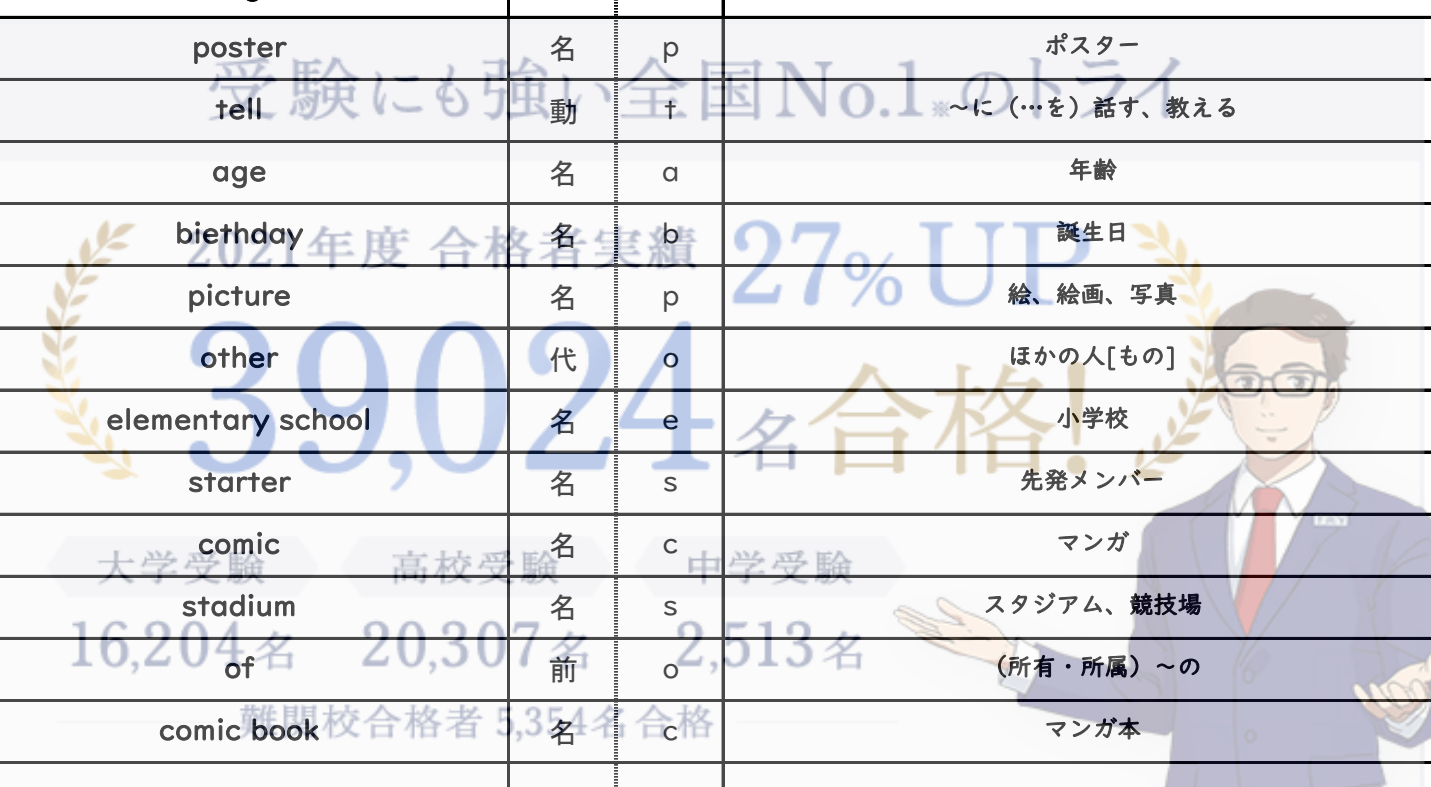 poster 名 p ポスター
受験にも強い全国No.1※のトライ
tell 動 t ～に（…を）話す、教える
age 名 a 年齢
biethday 名 b 誕生日
2021年度 合格者実績 27%UP
picture 名 p 絵、絵画、写真
other 代 o ほかの人[もの]
39,024名合格!
elementary school 名 e 小学校
starter 名 s 先発メンバー
comic 名 c マンガ
大学受験 高校受験 中学受験
stadium 名 s スタジアム、競技場
16,204名 20,307名 2,513名
of 前 o （所有・所属）～の
難関校合格者 5,354名合格
comic book 名 c マンガ本